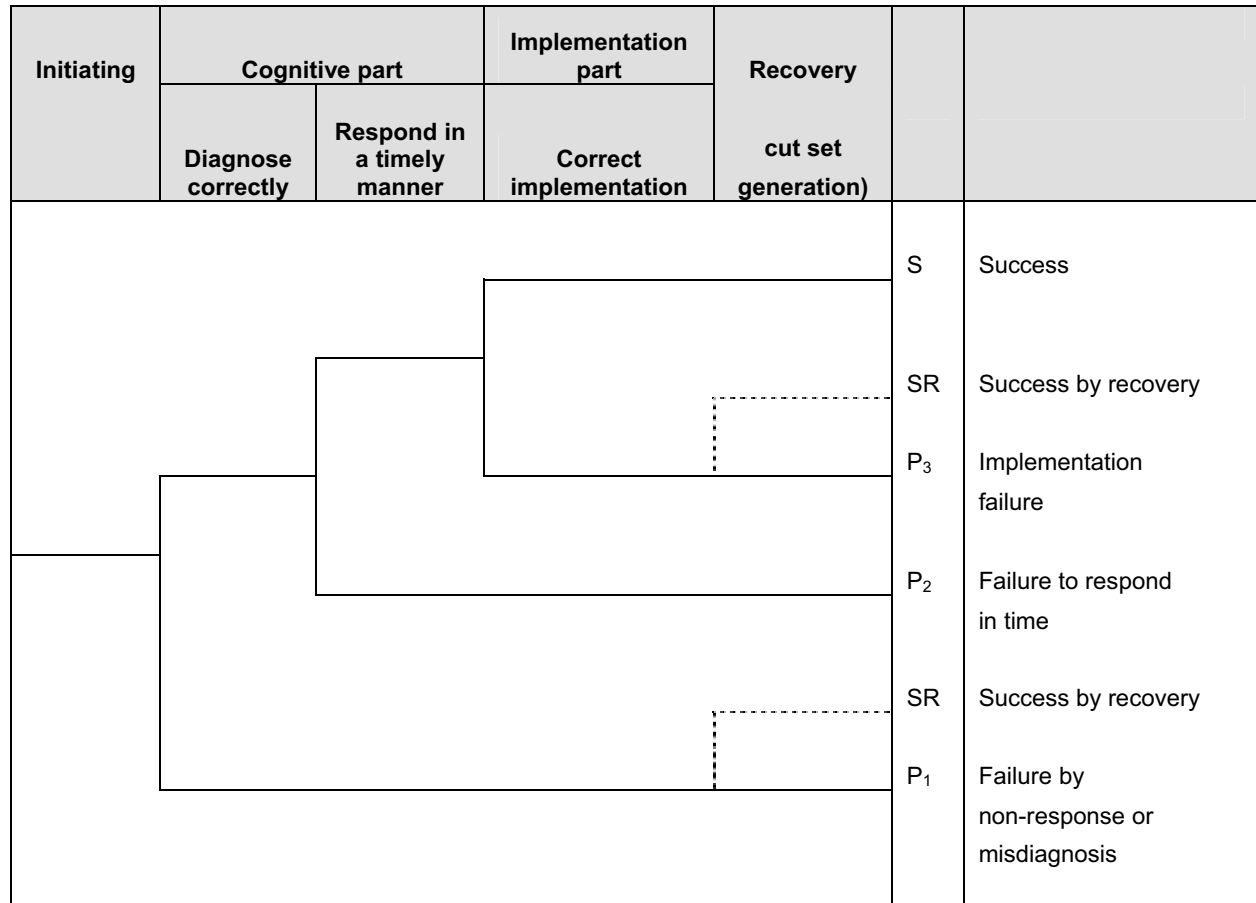 Initiating
Cognitive part
Implementation
part
Recovery
Diagnose
correctly
Respond in
a timely
manner
Correct
implementation
cut set
generation)
S
Success
SR
Success by recovery
P₃
Implementation
failure
P₂
Failure to respond
in time
SR
Success by recovery
P₁
Failure by
non-response or
misdiagnosis